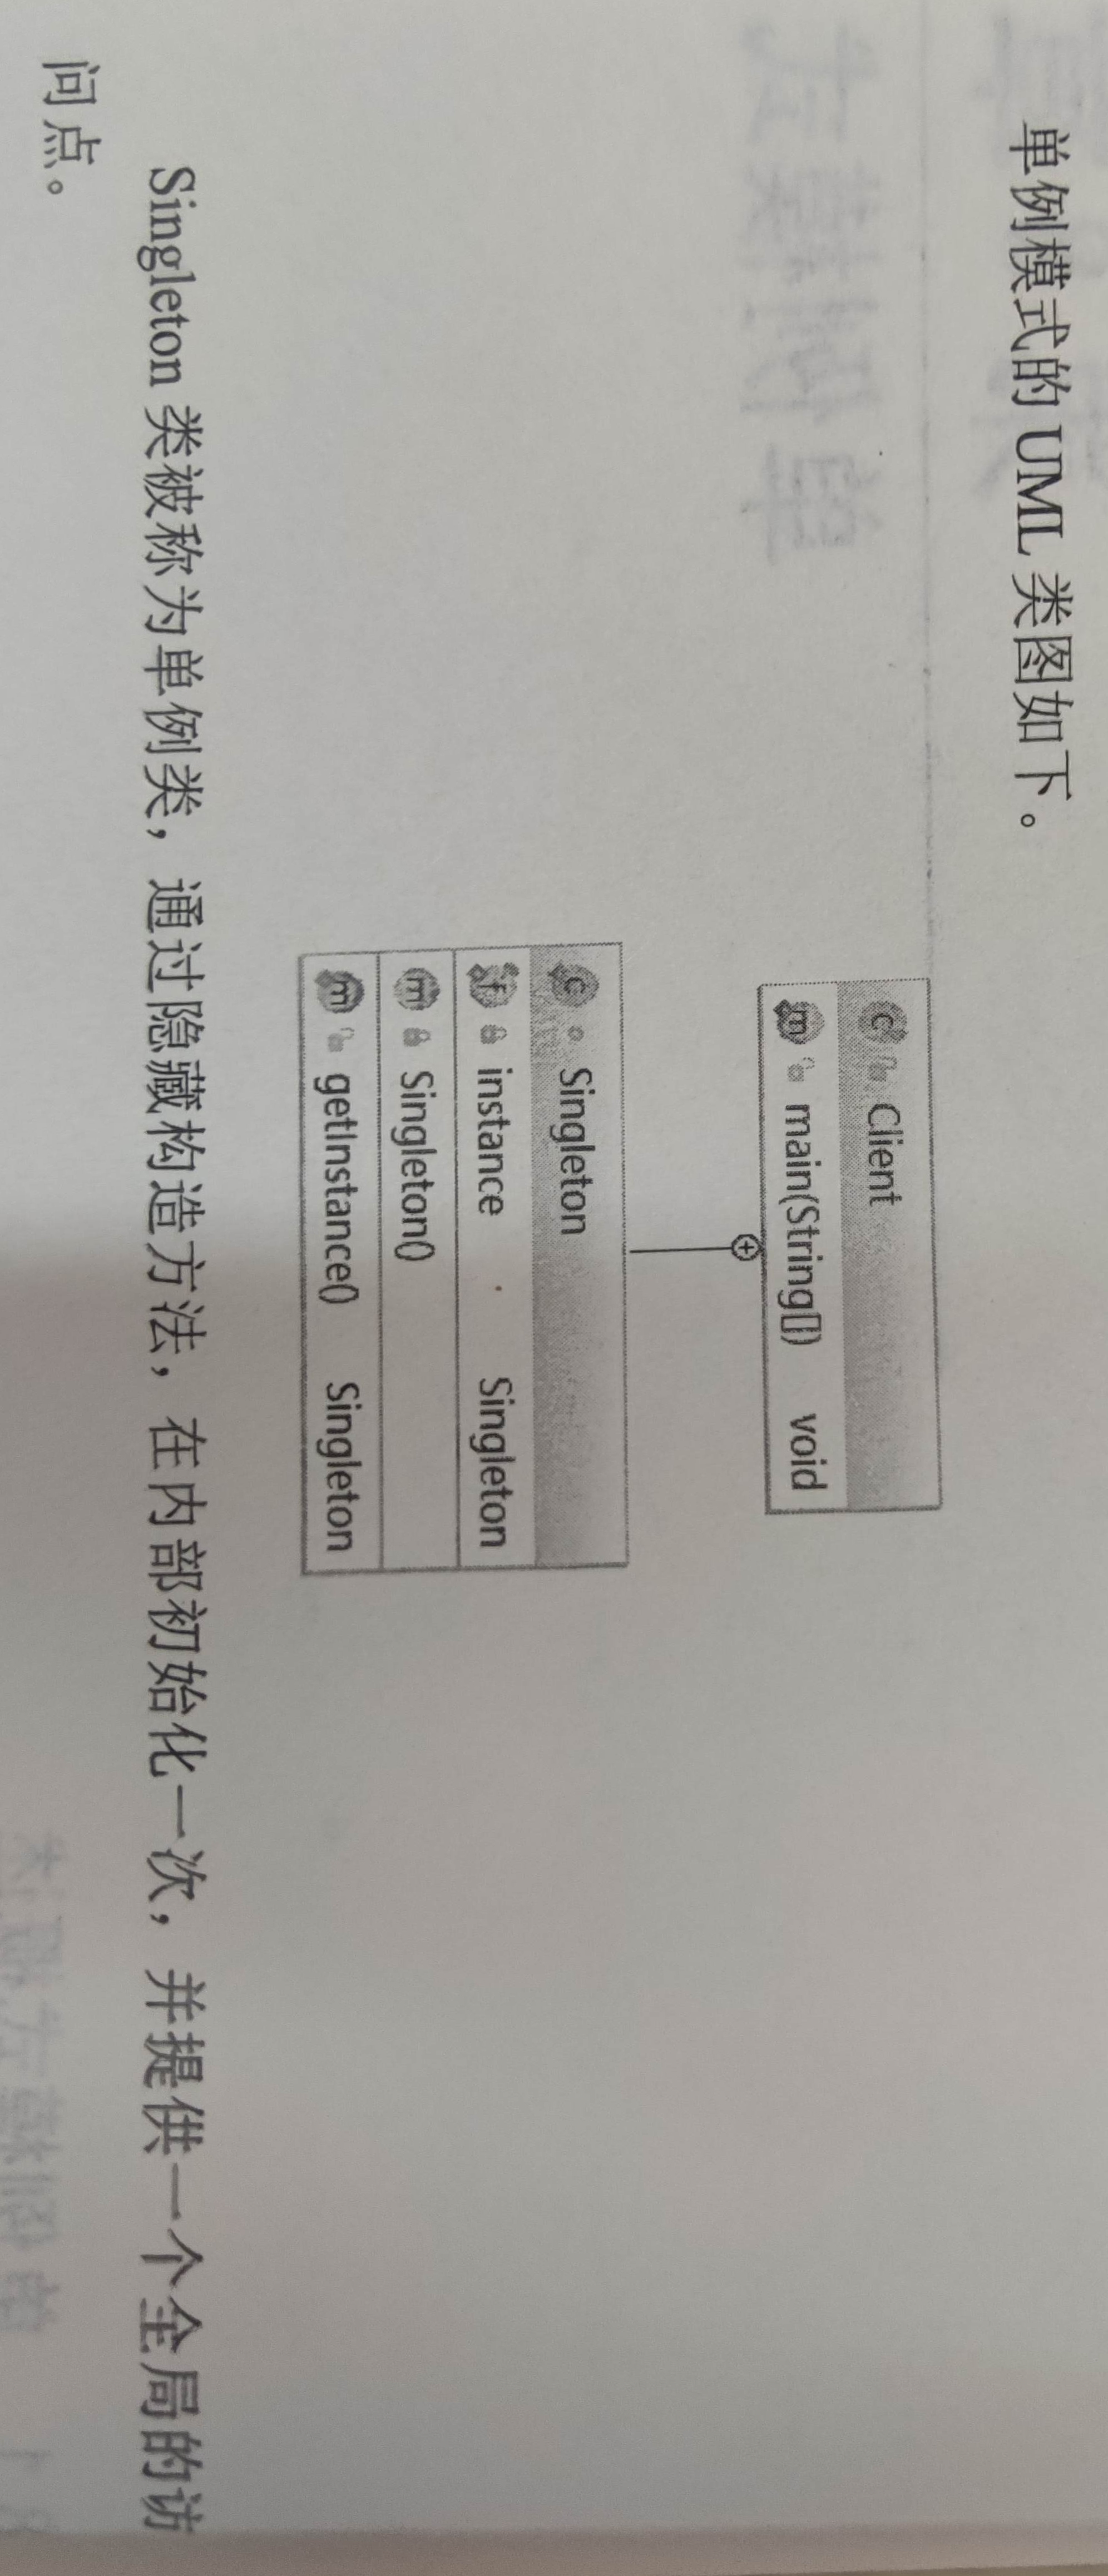 单例模式的 UML 类图如下。
Client
main(String[]) void
Singleton
instance Singleton
Singleton()
getInstance() Singleton
Singleton 类被称为单例类，通过隐藏构造方法，在内部初始化一次，并提供一个全局的访
问点。